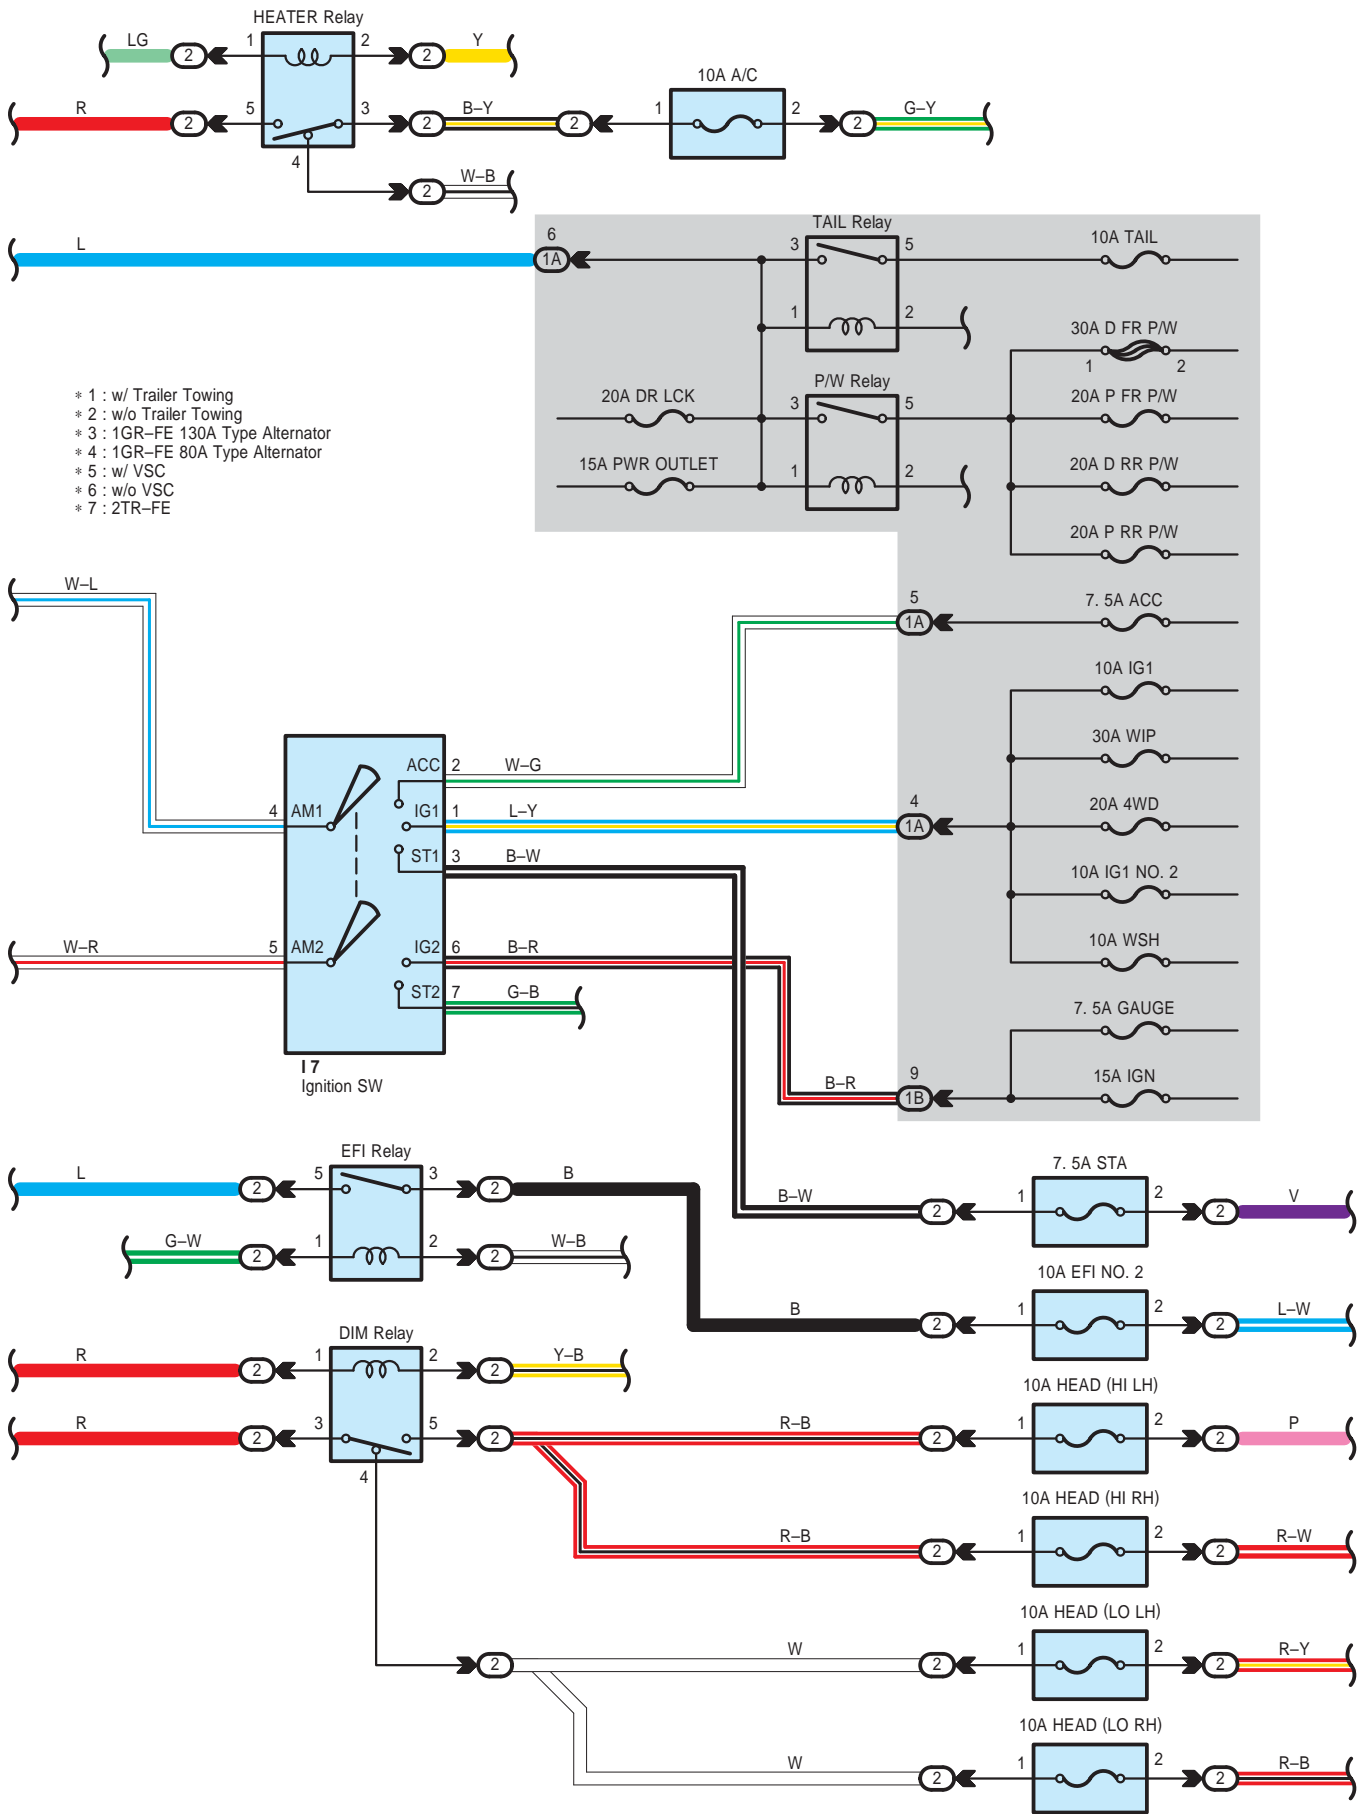 HEATER Relay
LG 2 1 2 2 Y
10A A/C
R 2 5 3 2 B–Y 2 1 2 2 G–Y
4 2 W–B
L 6 1A
TAIL Relay
3 5 10A TAIL
1 2
30A D FR P/W
1 2
∗ 1 : w/ Trailer Towing
∗ 2 : w/o Trailer Towing
∗ 3 : 1GR–FE 130A Type Alternator
∗ 4 : 1GR–FE 80A Type Alternator
∗ 5 : w/ VSC
∗ 6 : w/o VSC
∗ 7 : 2TR–FE
P/W Relay
20A DR LCK 3 5 20A P FR P/W
15A PWR OUTLET 1 2 20A D RR P/W
20A P RR P/W
W–L
5 1A 7. 5A ACC
10A IG1
30A WIP
ACC 2 W–G
4 AM1 IG1 1 L–Y 4 1A 20A 4WD
ST1 3 B–W
10A IG1 NO. 2
W–R 5 AM2 IG2 6 B–R 10A WSH
ST2 7 G–B
7. 5A GAUGE
I 7
Ignition SW
B–R 9 1B 15A IGN
EFI Relay
L 2 5 3 2 B
7. 5A STA
B–W 2 1 2 2 V
G–W 2 1 2 2 W–B
10A EFI NO. 2
B 2 1 2 2 L–W
DIM Relay
R 2 1 2 2 Y–B
10A HEAD (HI LH)
R 2 3 5 2 R–B 2 1 2 2 P
4
10A HEAD (HI RH)
R–B 2 1 2 2 R–W
10A HEAD (LO LH)
2 W 2 1 2 2 R–Y
10A HEAD (LO RH)
W 2 1 2 2 R–B